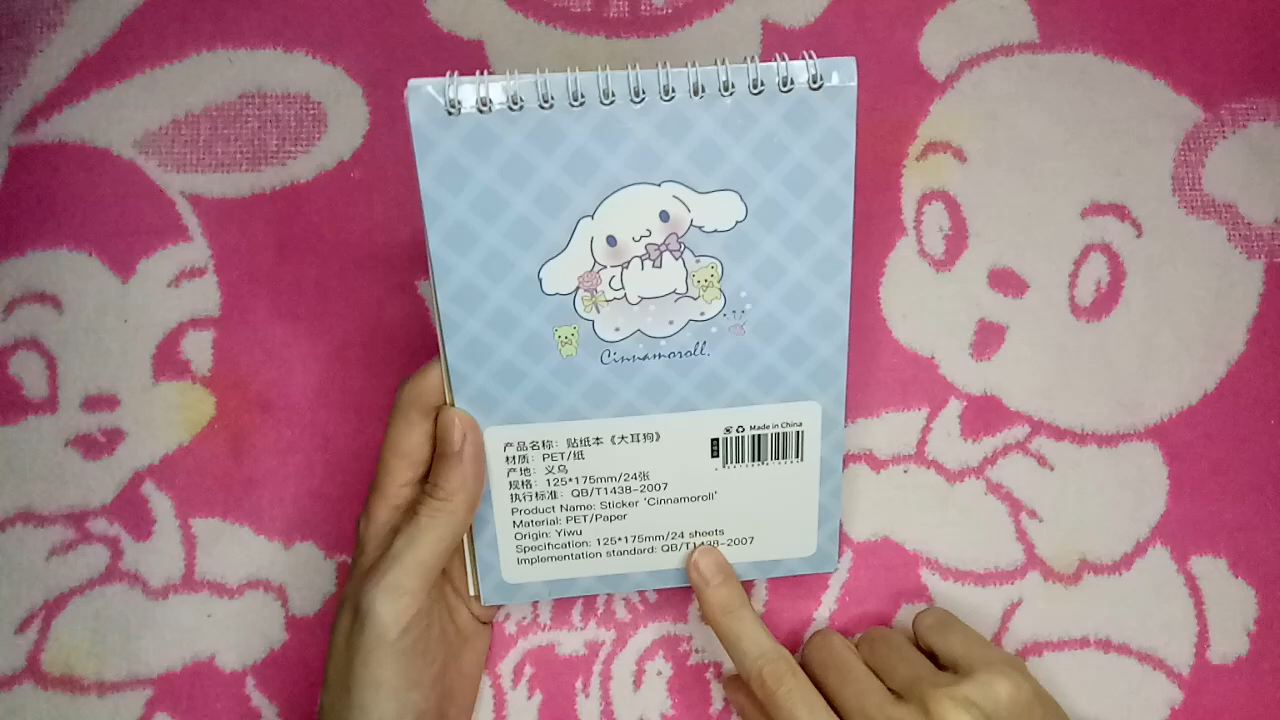 Cinnamoroll.
产品名称：贴纸本《大耳狗》
材质：PET/纸
产地：义乌
规格：125*175mm/24张
执行标准：QB/T1438-2007
Product Name: Sticker 'Cinnamoroll'
Material: PET/Paper
Origin: Yiwu
Specification: 125*175mm/24 sheets
Implementation standard: QB/T1438-2007
Made in China